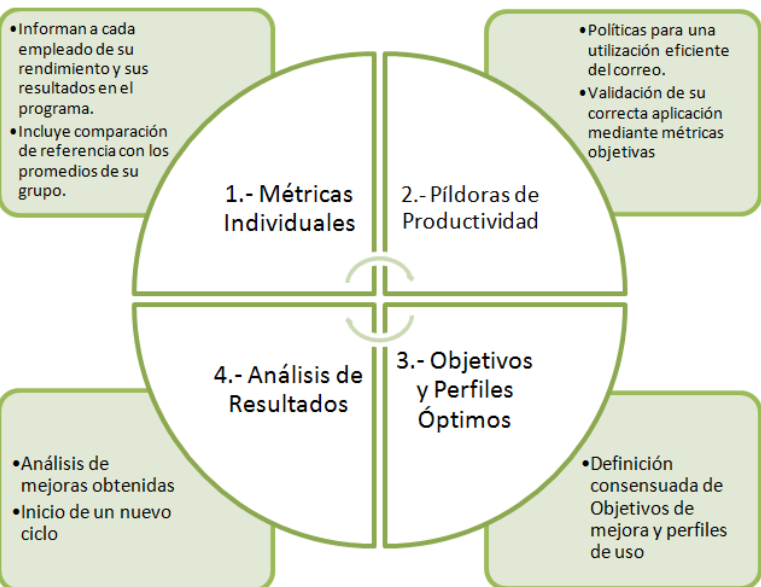 •Informan a cada
empleado de su
rendimiento y sus
resultados en el
programa.
•Incluye comparación
de referencia con los
promedios de su
grupo.
•Políticas para una
utilización eficiente
del correo.
•Validación de su
correcta aplicación
mediante métricas
objetivas
1.- Métricas
Individuales
2.- Píldoras de
Productividad
4.- Análisis de
Resultados
3.- Objetivos
y Perfiles
Óptimos
•Análisis de
mejoras obtenidas
•Inicio de un nuevo
ciclo
•Definición
consensuada de
Objetivos de
mejora y perfiles
de uso